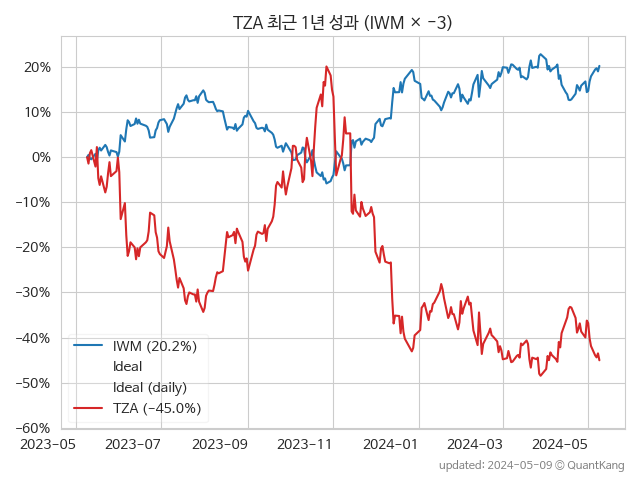 TZA 최근 1년 성과 (IWM × −3)
20%
10%
0%
−10%
−20%
−30%
−40%
−50%
−60%
IWM (20.2%)
Ideal
Ideal (daily)
TZA (−45.0%)
2023-05 2023-07 2023-09 2023-11 2024-01 2024-03 2024-05
updated: 2024-05-09 © QuantKang